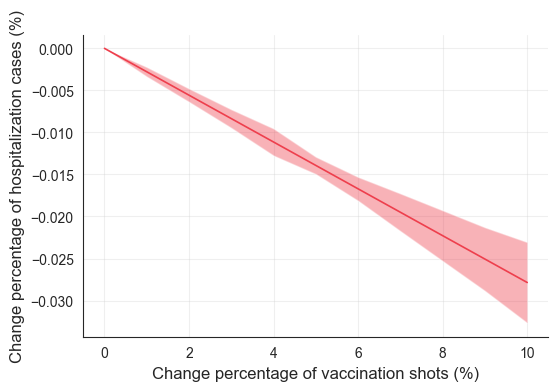 Change percentage of hospitalization cases (%)
0.000
−0.005
−0.010
−0.015
−0.020
−0.025
−0.030
0 2 4 6 8 10
Change percentage of vaccination shots (%)